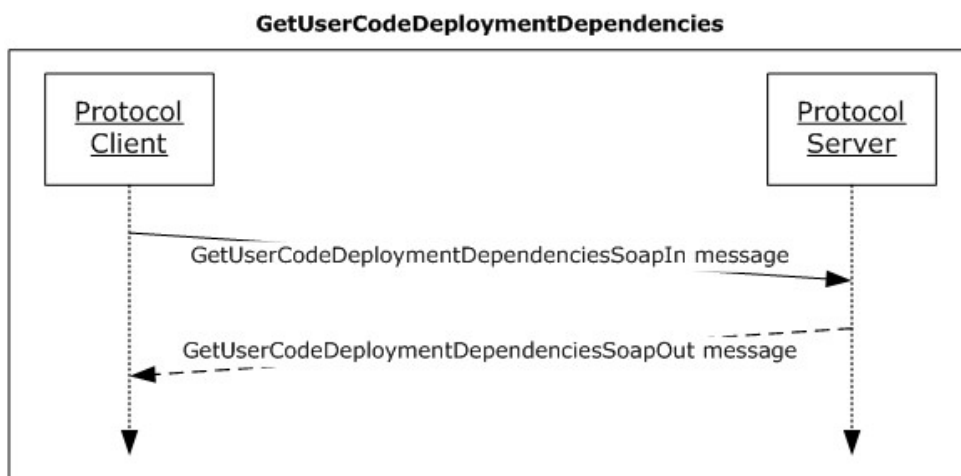 GetUserCodeDeploymentDependencies
Protocol
Client
Protocol
Server
GetUserCodeDeploymentDependenciesSoapIn message
GetUserCodeDeploymentDependenciesSoapOut message